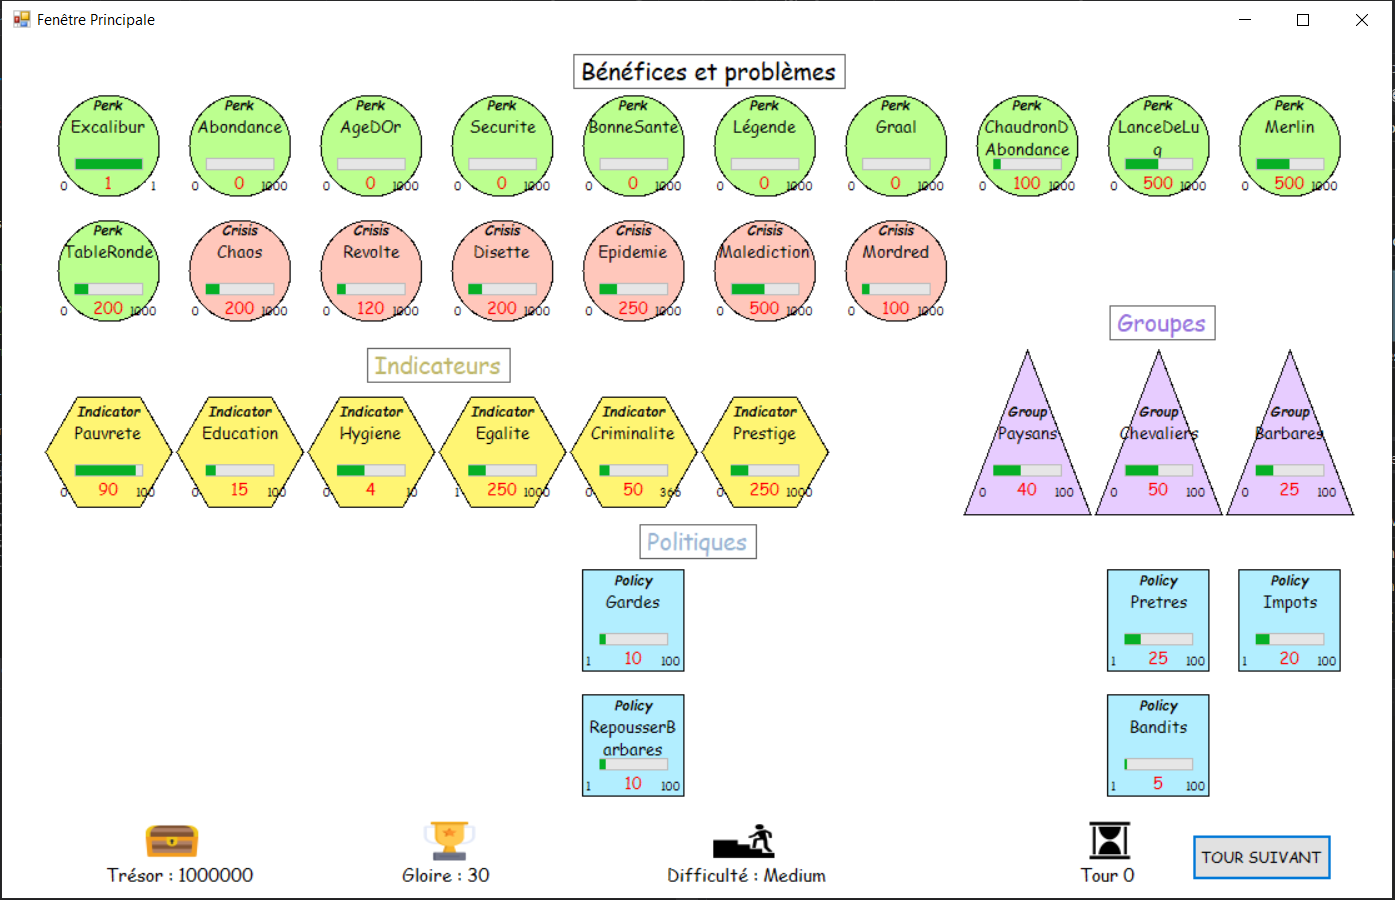 Fenêtre Principale
Bénéfices et problèmes
Perk Perk Perk Perk Perk Perk Perk Perk Perk Perk
Excalibur Abondance AgeDOr Securite BonneSante Légende Graal ChaudronD LanceDeLu Merlin
Abondance g
0 1 1 0 0 1000 0 0 1000 0 0 1000 0 0 1000 0 0 1000 0 0 1000 0 100 1000 0 500 1000 0 500 1000
Perk Crisis Crisis Crisis Crisis Crisis Crisis
TableRonde Chaos Revolte Disette Epidemie Malediction Mordred
0 200 1000 0 200 1000 0 120 1000 0 200 1000 0 250 1000 0 500 1000 0 100 1000
Groupes
Indicateurs
Indicator Indicator Indicator Indicator Indicator Indicator Group Group Group
Pauvrete Education Hygiene Egalite Criminalite Prestige Paysans Chevaliers Barbares
0 90 100 0 15 100 0 4 10 1 250 1000 0 50 365 0 250 1000 0 40 100 0 50 100 0 25 100
Politiques
Policy Policy Policy
Gardes Pretres Impots
1 10 100 1 25 100 1 20 100
Policy Policy
RepousserB Bandits
arbares
1 10 100 1 5 100
Trésor : 1000000 Gloire : 30 Difficulté : Medium Tour 0 TOUR SUIVANT